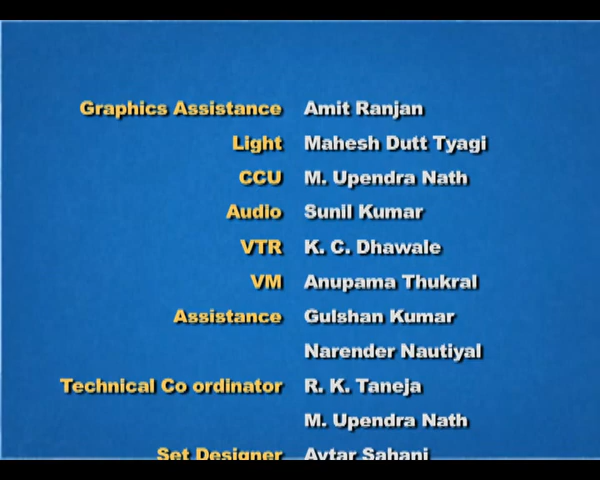 Graphics Assistance Amit Ranjan
Light Mahesh Dutt Tyagi
CCU M. Upendra Nath
Audio Sunil Kumar
VTR K. C. Dhawale
VM Anupama Thukral
Assistance Gulshan Kumar
Narender Nautiyal
Technical Co ordinator R. K. Taneja
M. Upendra Nath
Set Designer Avtar Sahani